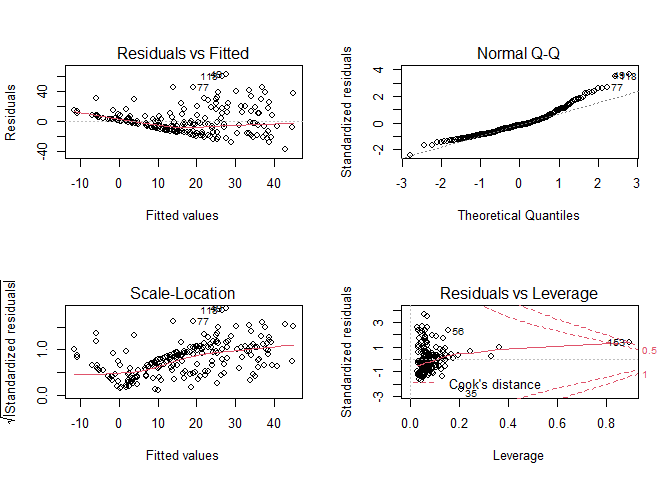 Residuals vs Fitted
Residuals
-40 0 20 40 60
77
-10 0 10 20 30 40
Fitted values
Normal Q-Q
Standardized residuals
-2 0 2 4
77
-3 -2 -1 0 1 2 3
Theoretical Quantiles
Scale-Location
√|Standardized residuals|
0.0 1.0
77
-10 0 10 20 30 40
Fitted values
Residuals vs Leverage
Standardized residuals
-3 -1 1 3
56
153
35
Cook's distance
0.5
1
0.0 0.2 0.4 0.6 0.8
Leverage